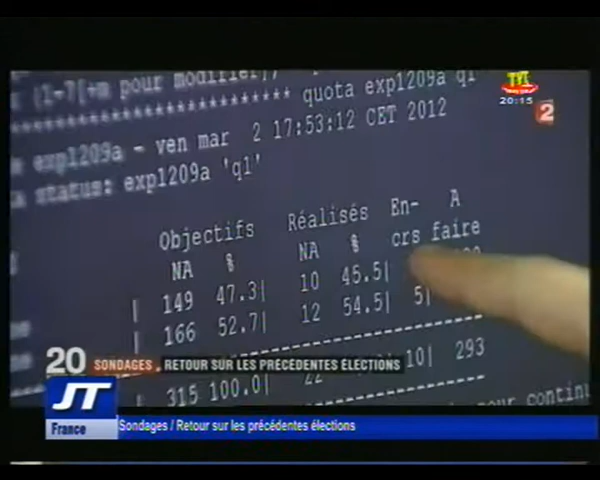 (1-7[+m pour modifier],
TVT
20:15
2
******************** quota exp1209a q1
exp1209a - ven mar 2 17:53:12 CET 2012
a status: exp1209a 'q1'
Objectifs Réalisés En- A
NA % NA % crs faire
| 149 47.3| 10 45.5|
| 166 52.7| 12 54.5| 5|
315 100.0| 22 10| 293
pour continu
20 SONDAGES RETOUR SUR LES PRÉCÉDENTES ÉLECTIONS
JT
France
Sondages / Retour sur les précédentes élections